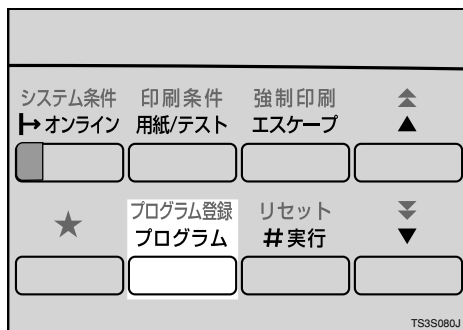 システム条件 印刷条件 強制印刷
オンライン 用紙/テスト エスケープ ▲
★ プログラム登録 リセット
プログラム #実行 ▼
TS3S080J